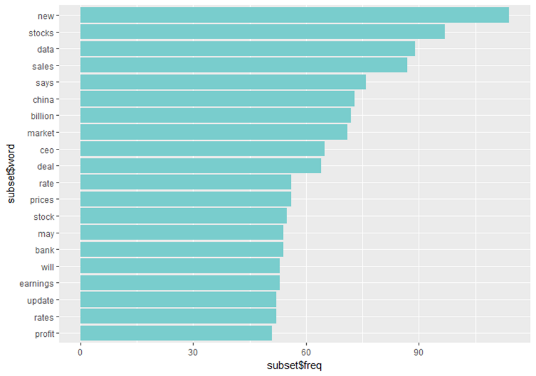 new
stocks
data
sales
says
china
billion
market
ceo
deal
rate
prices
stock
may
bank
will
earnings
update
rates
profit
subset$word
0 30 60 90
subset$freq